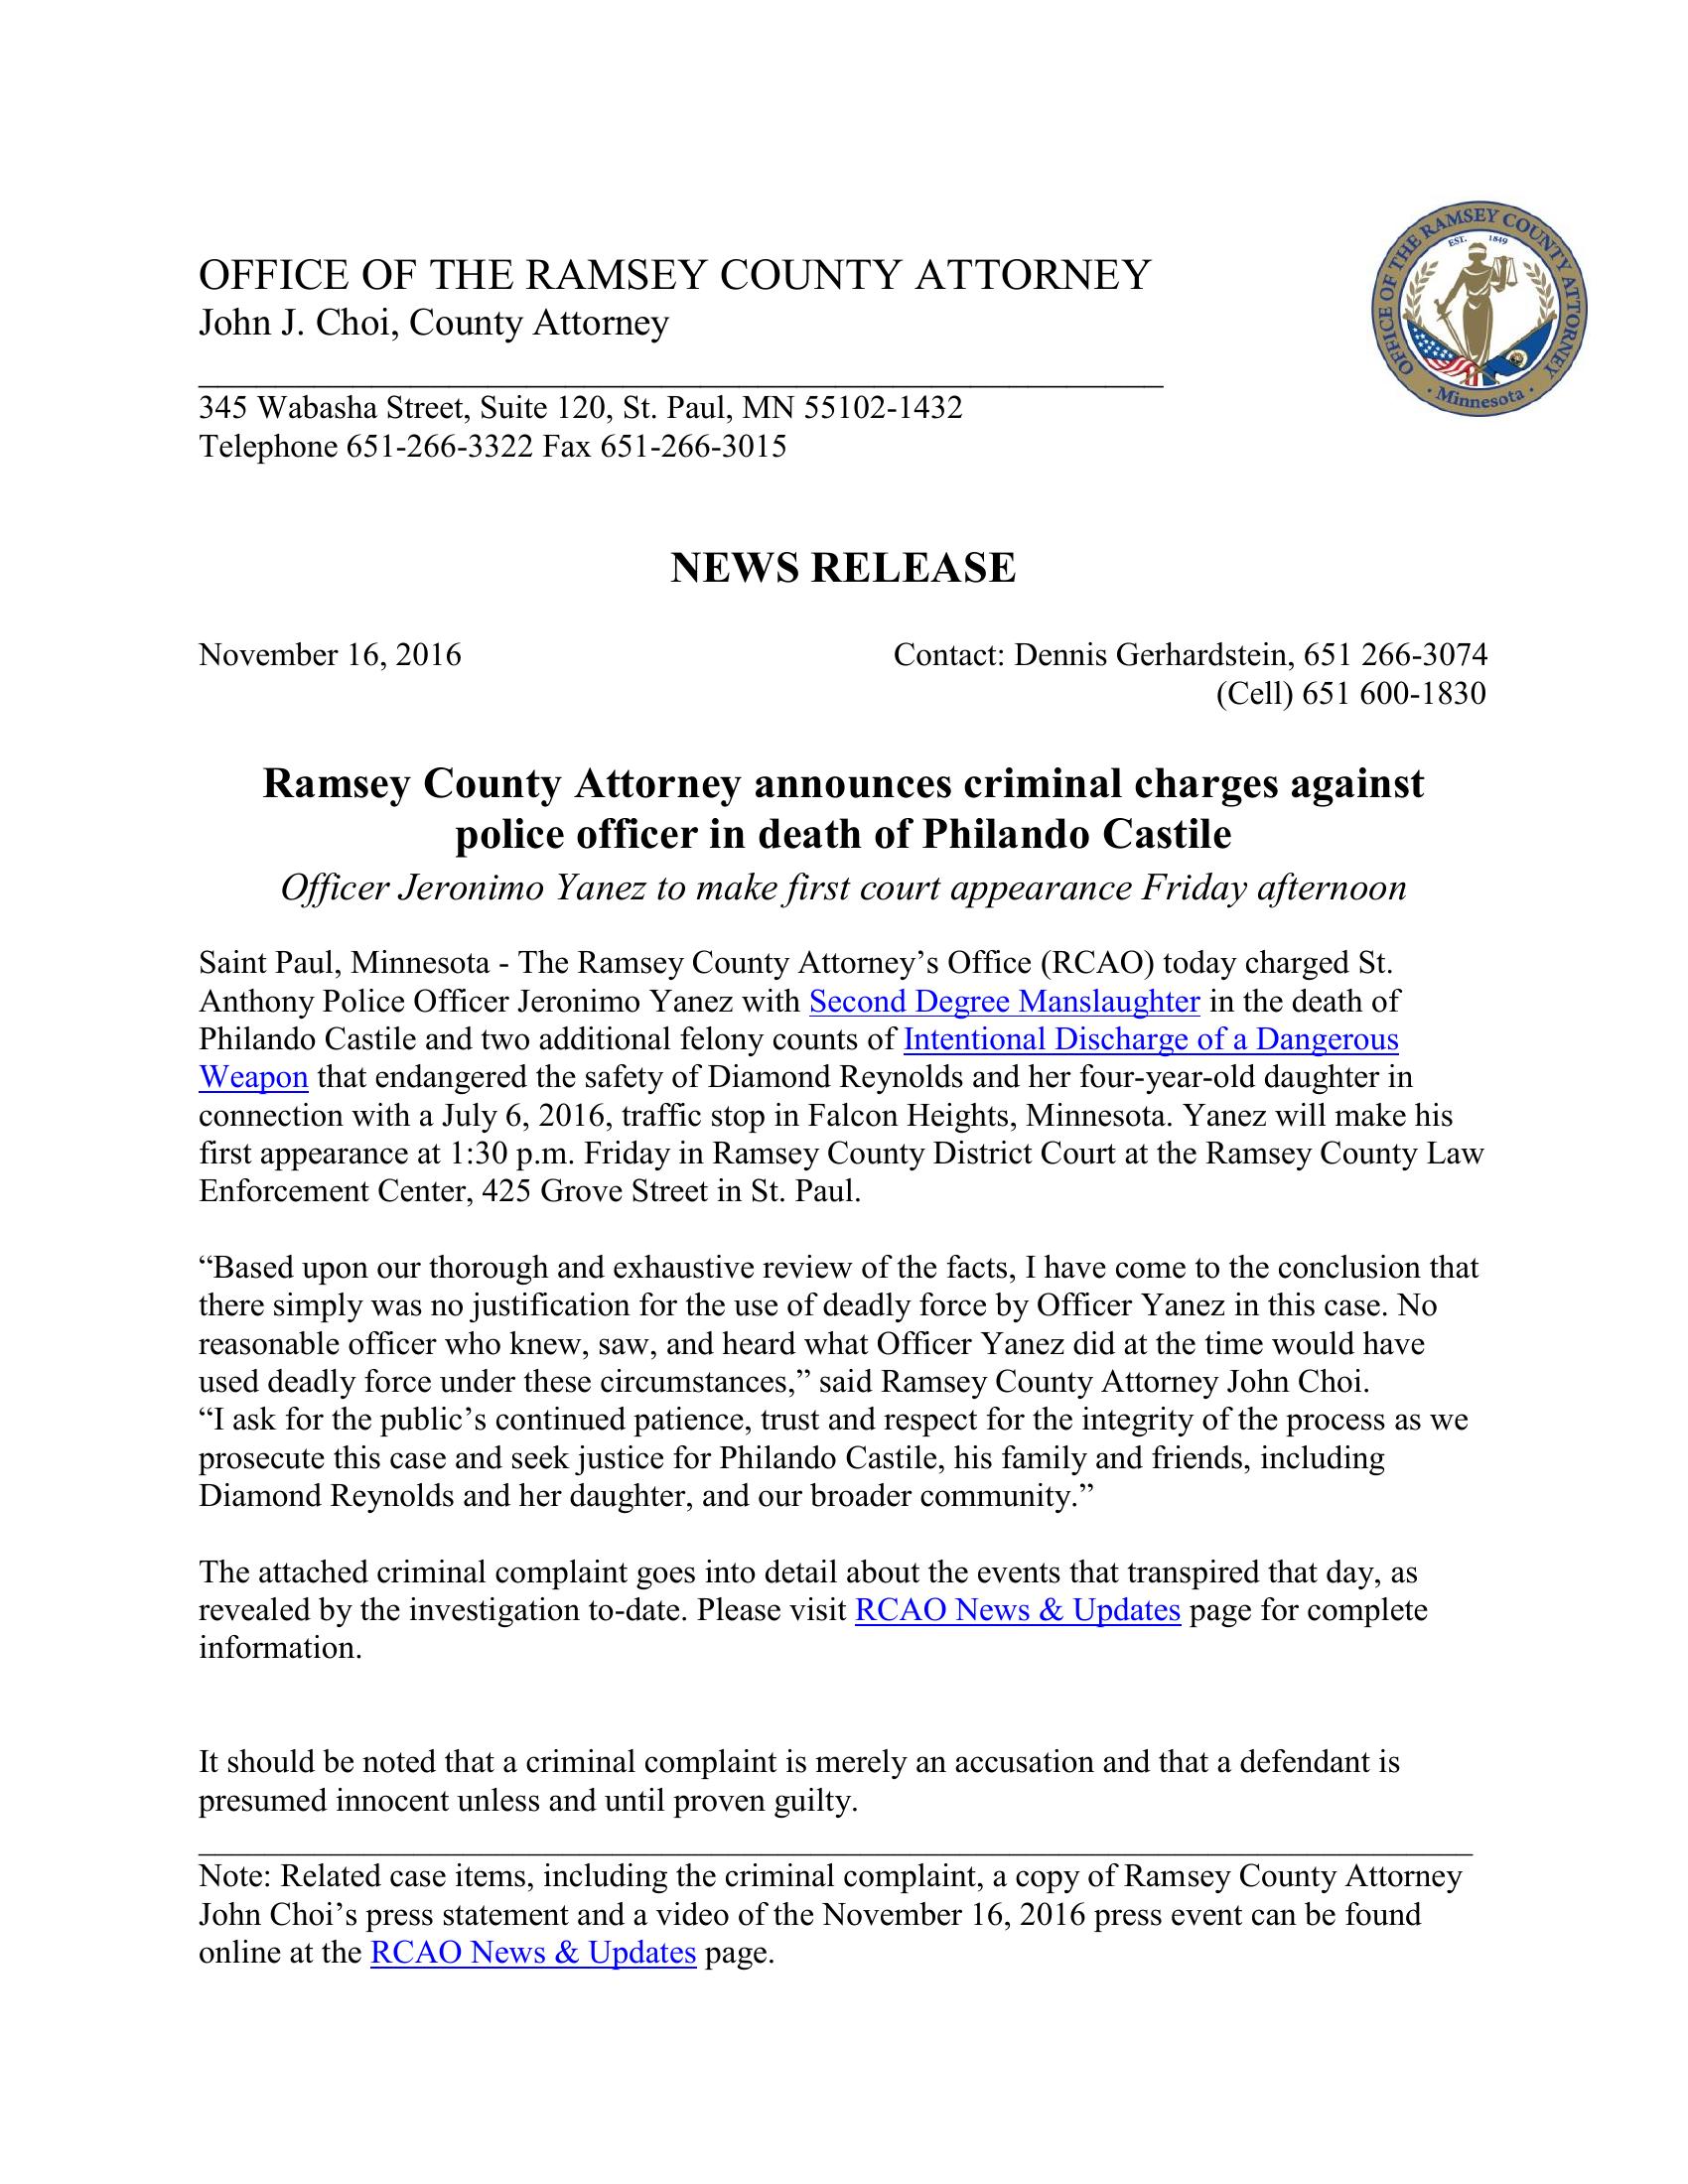 OFFICE OF THE RAMSEY COUNTY ATTORNEY
John J. Choi, County Attorney
345 Wabasha Street, Suite 120, St. Paul, MN 55102-1432
Telephone 651-266-3322 Fax 651-266-3015
OFFICE OF THE RAMSEY COUNTY ATTORNEY
EST. 1849
· Minnesota ·
NEWS RELEASE
November 16, 2016 Contact: Dennis Gerhardstein, 651 266-3074
(Cell) 651 600-1830
Ramsey County Attorney announces criminal charges against
police officer in death of Philando Castile
Officer Jeronimo Yanez to make first court appearance Friday afternoon
Saint Paul, Minnesota - The Ramsey County Attorney’s Office (RCAO) today charged St.
Anthony Police Officer Jeronimo Yanez with Second Degree Manslaughter in the death of
Philando Castile and two additional felony counts of Intentional Discharge of a Dangerous
Weapon that endangered the safety of Diamond Reynolds and her four-year-old daughter in
connection with a July 6, 2016, traffic stop in Falcon Heights, Minnesota. Yanez will make his
first appearance at 1:30 p.m. Friday in Ramsey County District Court at the Ramsey County Law
Enforcement Center, 425 Grove Street in St. Paul.
“Based upon our thorough and exhaustive review of the facts, I have come to the conclusion that
there simply was no justification for the use of deadly force by Officer Yanez in this case. No
reasonable officer who knew, saw, and heard what Officer Yanez did at the time would have
used deadly force under these circumstances,” said Ramsey County Attorney John Choi.
“I ask for the public’s continued patience, trust and respect for the integrity of the process as we
prosecute this case and seek justice for Philando Castile, his family and friends, including
Diamond Reynolds and her daughter, and our broader community.”
The attached criminal complaint goes into detail about the events that transpired that day, as
revealed by the investigation to-date. Please visit RCAO News & Updates page for complete
information.
It should be noted that a criminal complaint is merely an accusation and that a defendant is
presumed innocent unless and until proven guilty.
Note: Related case items, including the criminal complaint, a copy of Ramsey County Attorney
John Choi’s press statement and a video of the November 16, 2016 press event can be found
online at the RCAO News & Updates page.